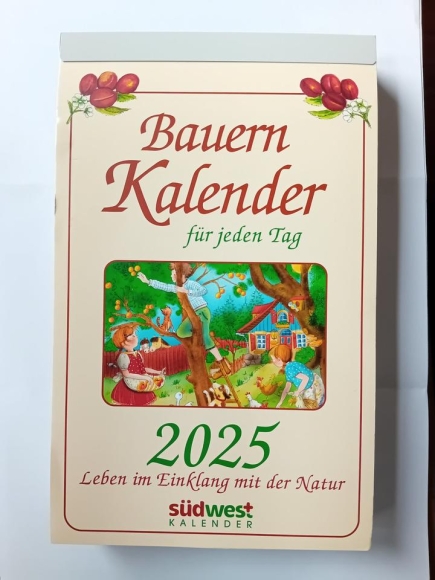 Bauern
Kalender
für jeden Tag
2025
Leben im Einklang mit der Natur
südwest
KALENDER